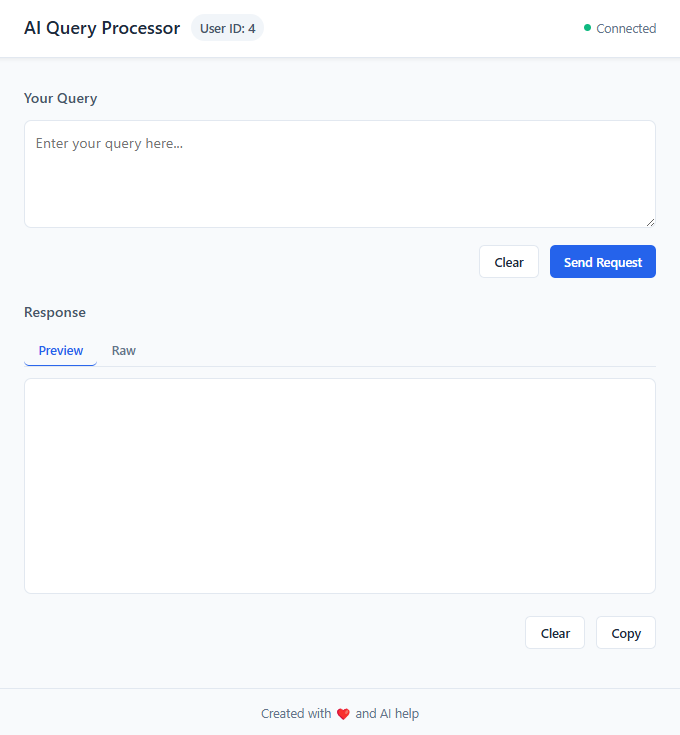 AI Query Processor User ID: 4 Connected
Your Query
Enter your query here...
Clear Send Request
Response
Preview Raw
Clear Copy
Created with ❤️ and AI help